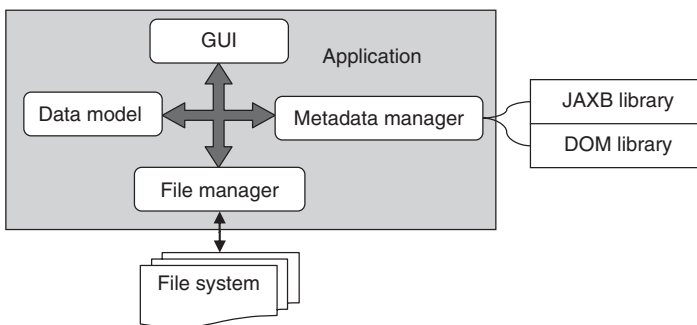 GUI
Application
Data model
Metadata manager
JAXB library
DOM library
File manager
File system